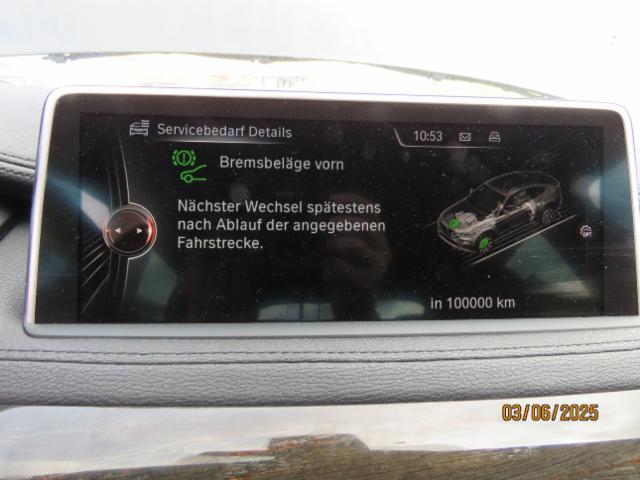 Servicebedarf Details
10:53
Bremsbeläge vorn
Nächster Wechsel spätestens
nach Ablauf der angegebenen
Fahrstrecke.
in 100000 km
03/06/2025